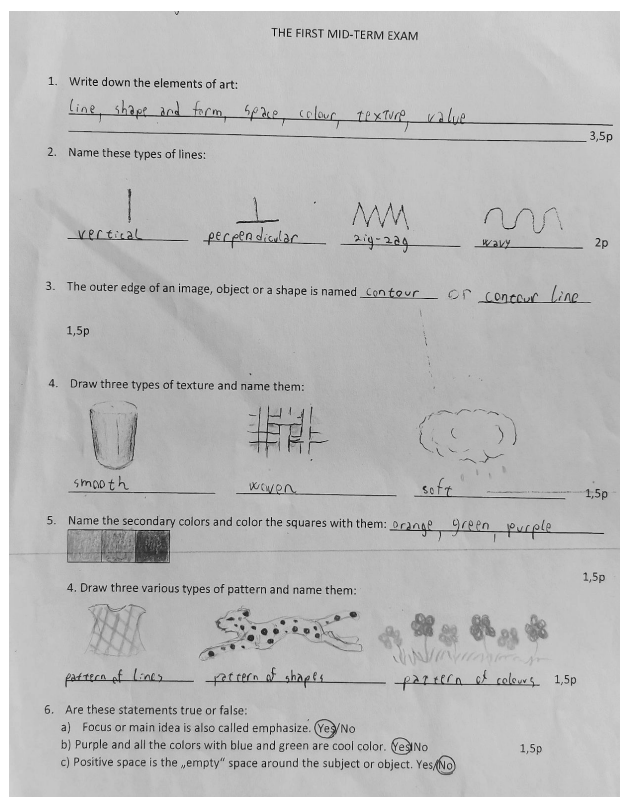 THE FIRST MID-TERM EXAM
1. Write down the elements of art:
line, shape and form, space, colour, texture, value
3,5p
2. Name these types of lines:
vertical perpendicular zig-zag wavy 2p
3. The outer edge of an image, object or a shape is named contour or contour line
1,5p
4. Draw three types of texture and name them:
smooth woven soft 1,5p
5. Name the secondary colors and color the squares with them: orange, green, purple
1,5p
4. Draw three various types of pattern and name them:
pattern of lines pattern of shapes pattern of colours 1,5p
6. Are these statements true or false:
a) Focus or main idea is also called emphasize. Yes/No
b) Purple and all the colors with blue and green are cool color. Yes/No 1,5p
c) Positive space is the „empty" space around the subject or object. Yes/No